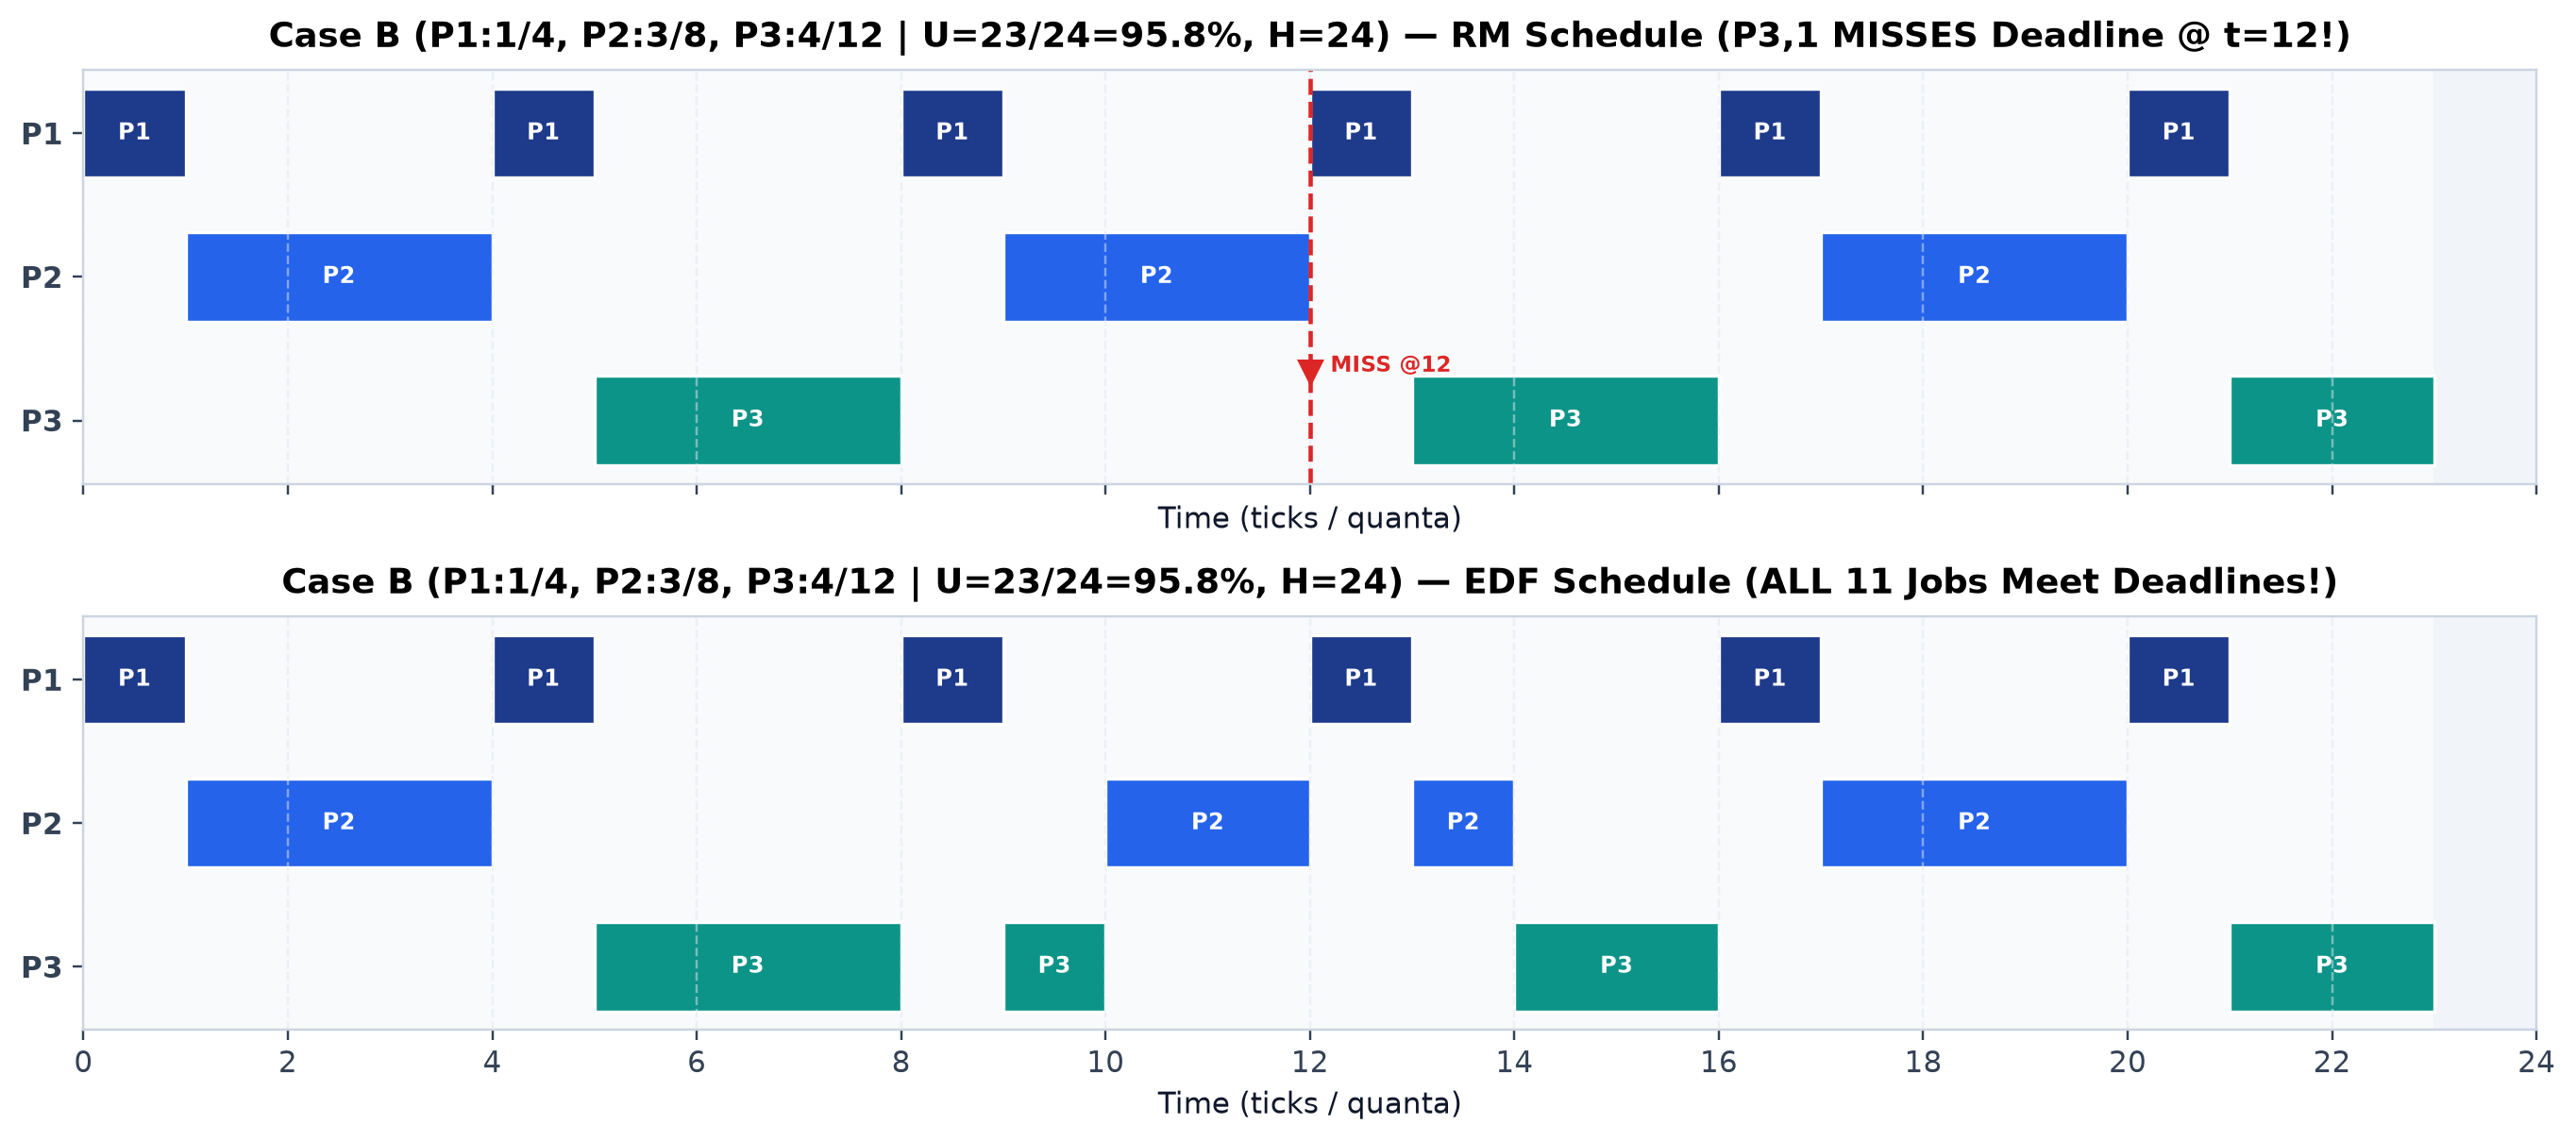 Case B (P1:1/4, P2:3/8, P3:4/12 | U=23/24=95.8%, H=24) — RM Schedule (P3,1 MISSES Deadline @ t=12!)
P1 P1 P1 P1 P1 P1 P1
P2 P2 P2 P2
MISS @12
P3 P3 P3 P3
Time (ticks / quanta)
Case B (P1:1/4, P2:3/8, P3:4/12 | U=23/24=95.8%, H=24) — EDF Schedule (ALL 11 Jobs Meet Deadlines!)
P1 P1 P1 P1 P1 P1 P1
P2 P2 P2 P2 P2
P3 P3 P3 P3 P3
0 2 4 6 8 10 12 14 16 18 20 22 24
Time (ticks / quanta)